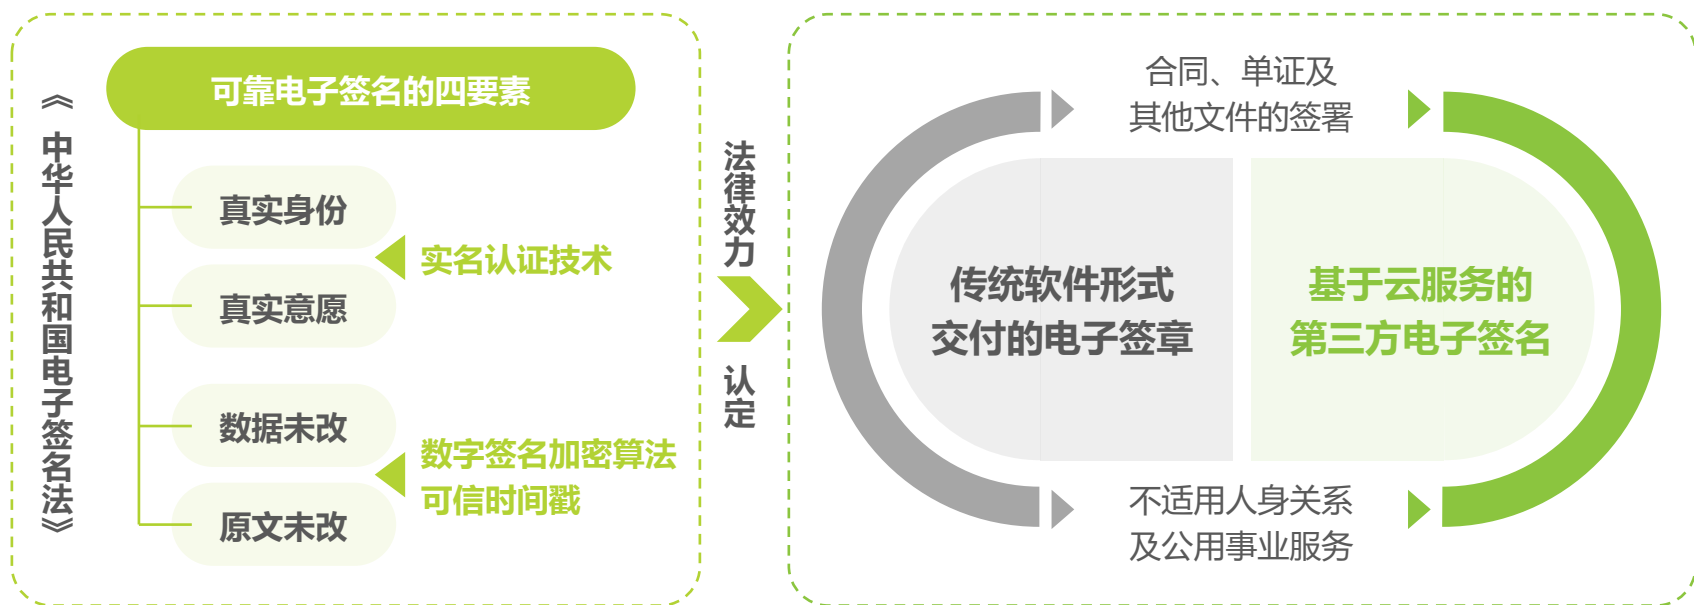 《中华人民共和国电子签名法》
可靠电子签名的四要素
真实身份
真实意愿
实名认证技术
数据未改
原文未改
数字签名加密算法
可信时间戳
法律效力
认定
合同、单证及
其他文件的签署
传统软件形式
交付的电子签章
基于云服务的
第三方电子签名
不适用人身关系
及公用事业服务